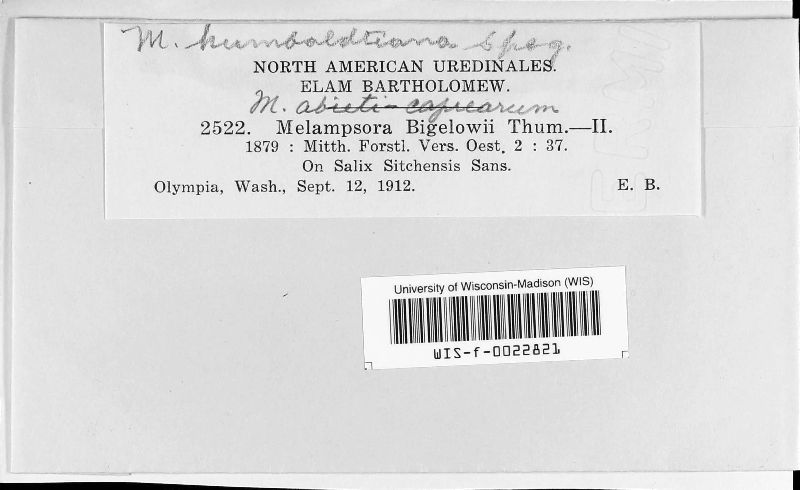 M. humboldtiana Speg.
NORTH AMERICAN UREDINALES.
ELAM BARTHOLOMEW.
M. abieti-caprearum
2522. Melampsora Bigelowii Thum.—II.
1879 : Mitth. Forstl. Vers. Oest. 2 : 37.
On Salix Sitchensis Sans.
Olympia, Wash., Sept. 12, 1912. E. B.
University of Wisconsin-Madison (WIS)
WIS-f-0022821